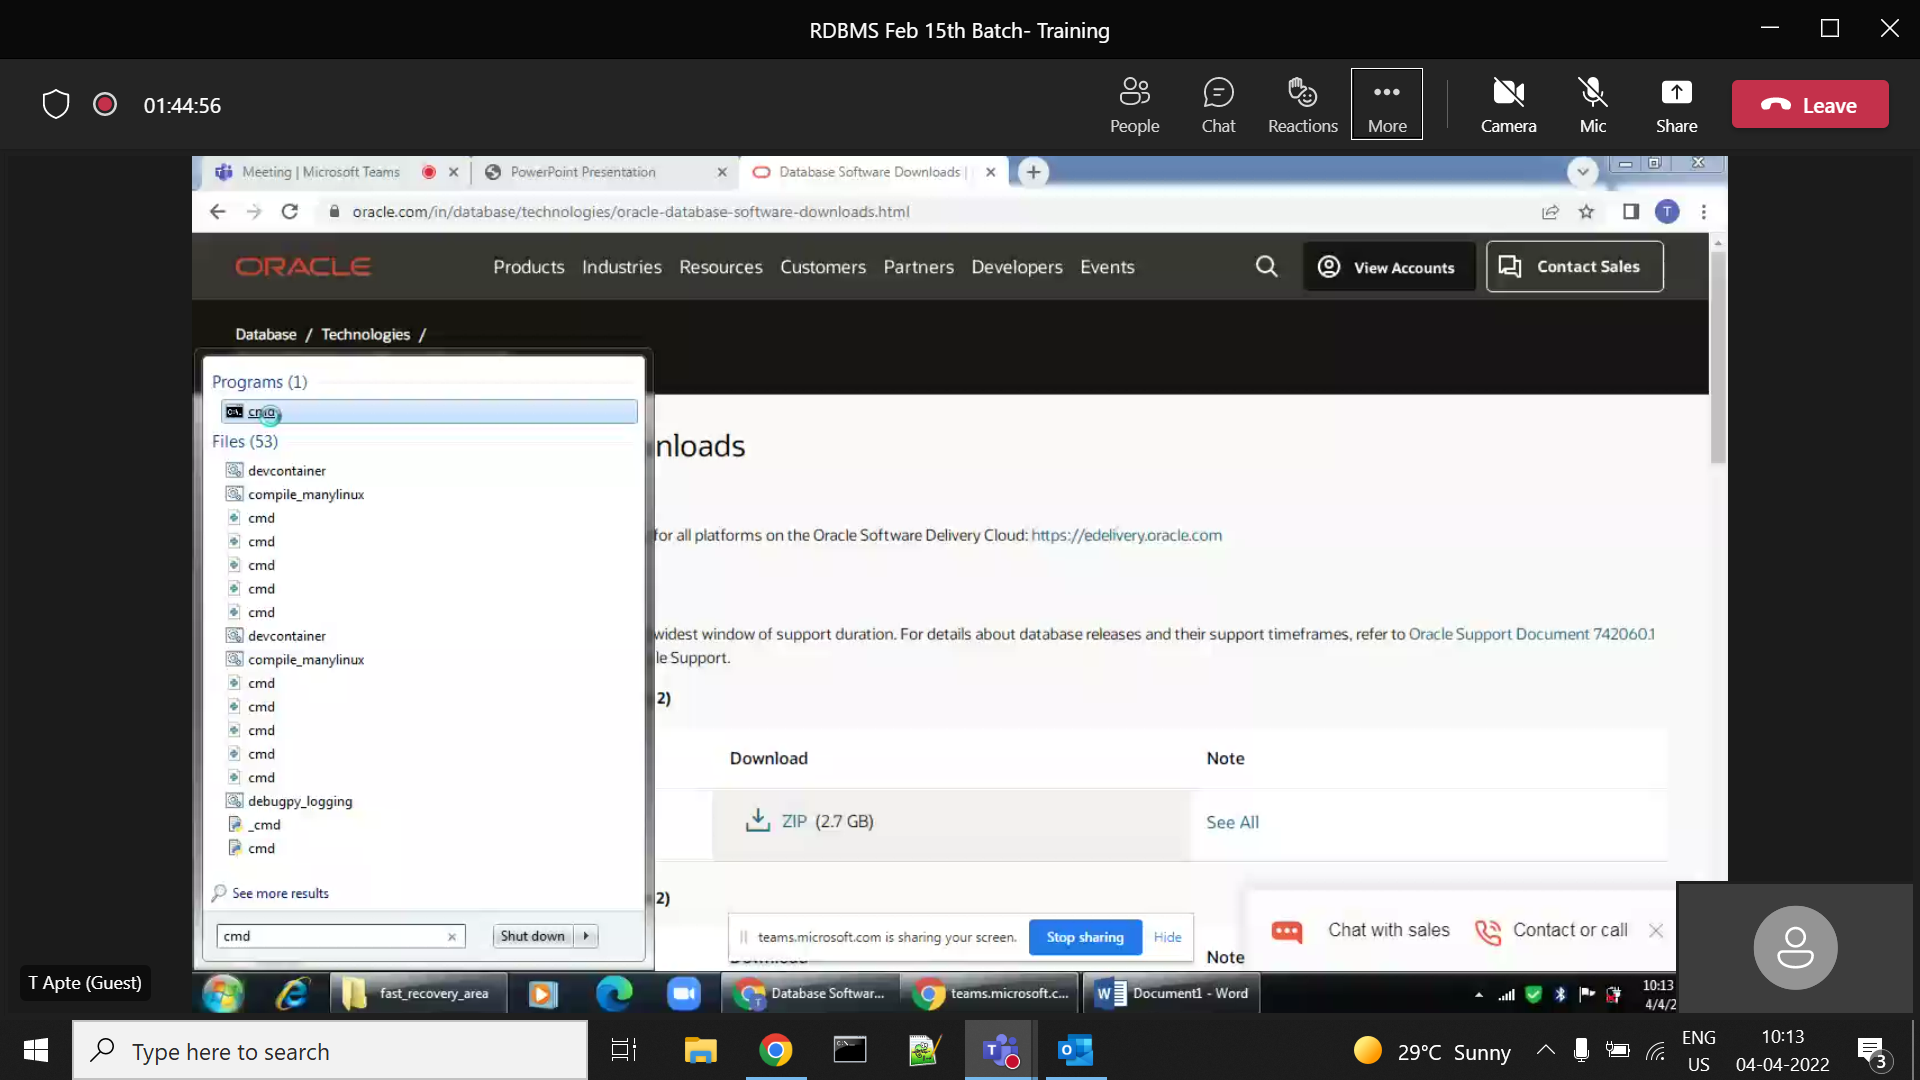 RDBMS Feb 15th Batch- Training
01:44:56
People
Chat
Reactions
More
Camera
Mic
Share
Leave
Meeting | Microsoft Teams
PowerPoint Presentation
Database Software Downloads |
oracle.com/in/database/technologies/oracle-database-software-downloads.html
T
ORACLE
Products Industries Resources Customers Partners Developers Events
View Accounts
Contact Sales
Database / Technologies /
Programs (1)
Files (53)
devcontainer
compile_manylinux
cmd
cmd
cmd
cmd
cmd
devcontainer
compile_manylinux
cmd
cmd
cmd
cmd
cmd
debugpy_logging
_cmd
cmd
See more results
cmd
Shut down
nloads
for all platforms on the Oracle Software Delivery Cloud: https://edelivery.oracle.com
widest window of support duration. For details about database releases and their support timeframes, refer to Oracle Support Document 742060.1
le Support.
2)
Download Note
ZIP (2.7 GB) See All
2)
Note
teams.microsoft.com is sharing your screen.
Stop sharing
Hide
Chat with sales
Contact or call
T Apte (Guest)
fast_recovery_area
Database Softwar...
teams.microsoft.c...
Document1 - Word
10:13
4/4/2
Type here to search
29°C Sunny
ENG
US
10:13
04-04-2022
3